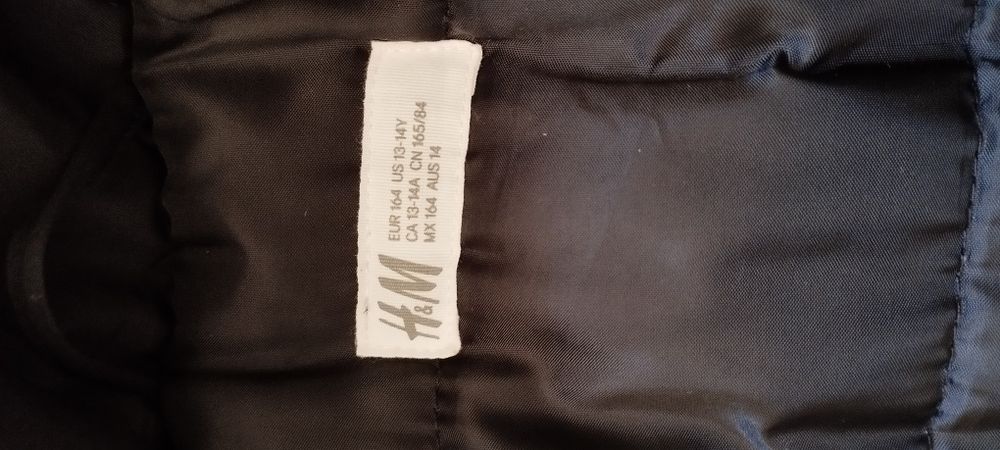 H&M
EUR 164 US 13-14Y
CA 13-14A CN 165/84
MX 164 AUS 14